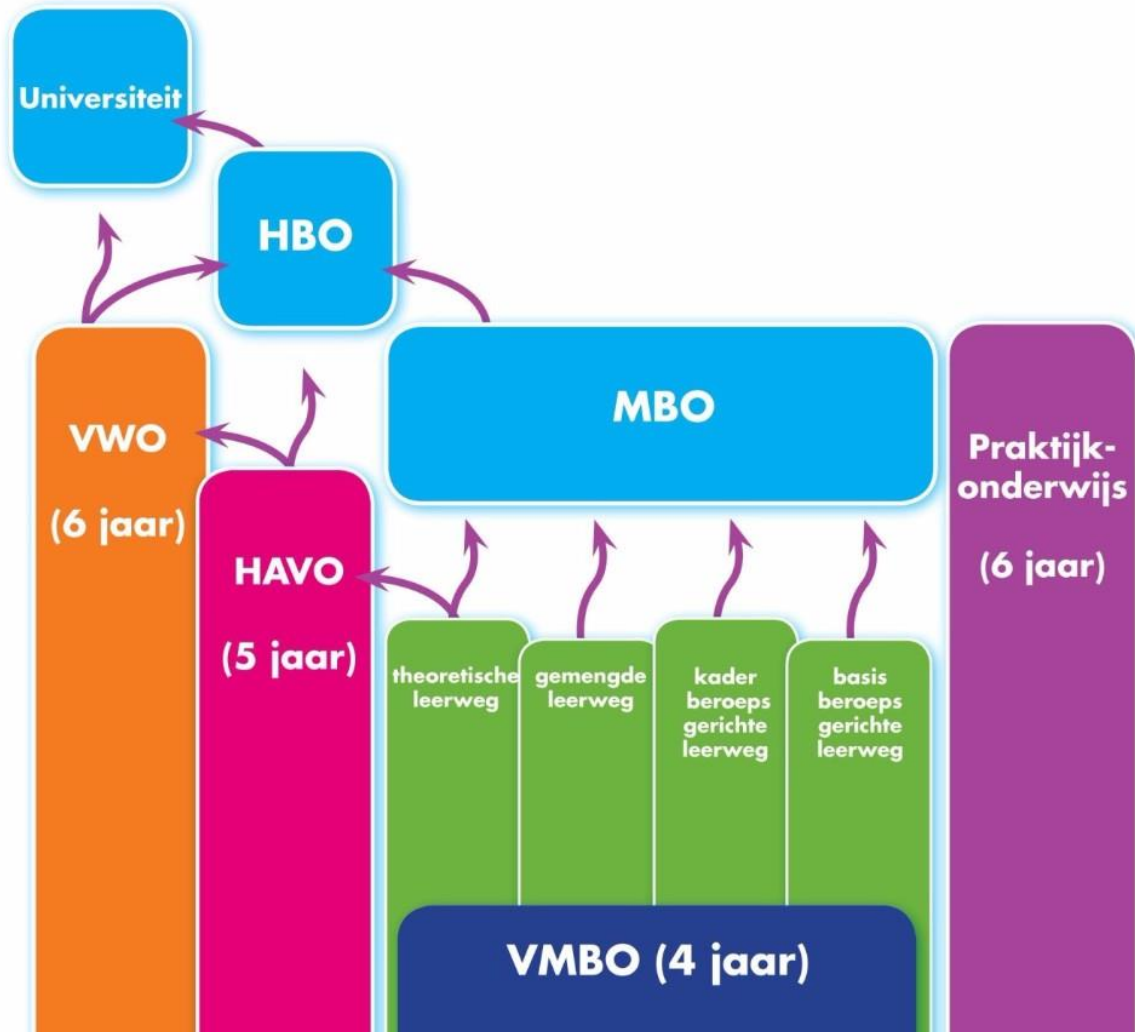 Universiteit
HBO
VWO
(6 jaar)
HAVO
(5 jaar)
MBO
Praktijk-
onderwijs
(6 jaar)
theoretische
leerweg
gemengde
leerweg
kader
beroeps
gerichte
leerweg
basis
beroeps
gerichte
leerweg
VMBO (4 jaar)